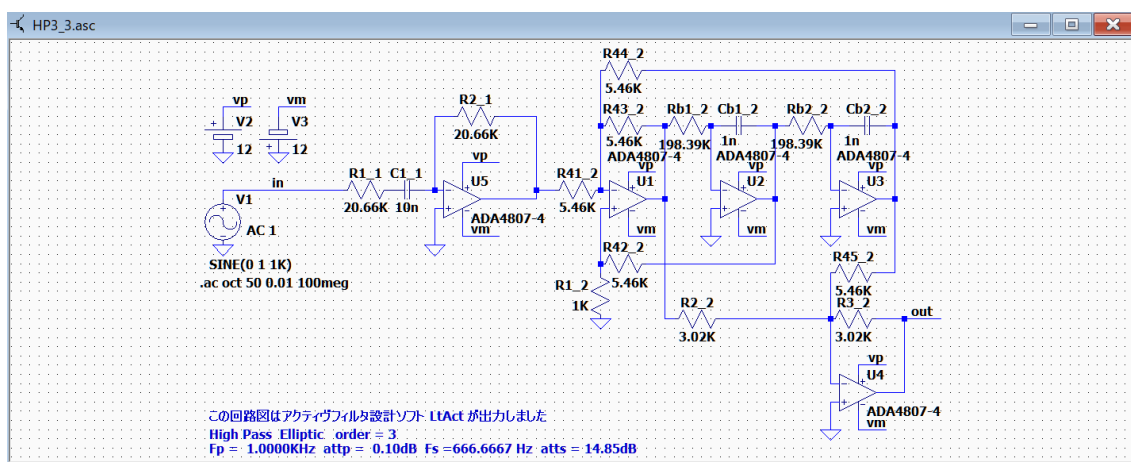 HP3_3.asc
R44_2
5.46K
vp
vm
V2
V3
12
12
R2_1
20.66K
R43_2
5.46K
Rb1_2
198.39K
Cb1_2
1n
Rb2_2
198.39K
Cb2_2
1n
ADA4807-4
ADA4807-4
ADA4807-4
in
R1_1
20.66K
C1_1
10n
vp
U5
ADA4807-4
vm
R41_2
5.46K
vp
U1
vm
vp
U2
vm
vp
U3
vm
V1
AC 1
SINE(0 1 1K)
.ac oct 50 0.01 100meg
R42_2
5.46K
R1_2
1K
R45_2
5.46K
R2_2
3.02K
R3_2
3.02K
out
vp
U4
ADA4807-4
vm
この回路図はアクティヴフィルタ設計ソフト LtAct が出力しました
High Pass Elliptic order = 3
Fp = 1.0000KHz attp = 0.10dB Fs =666.6667 Hz atts = 14.85dB